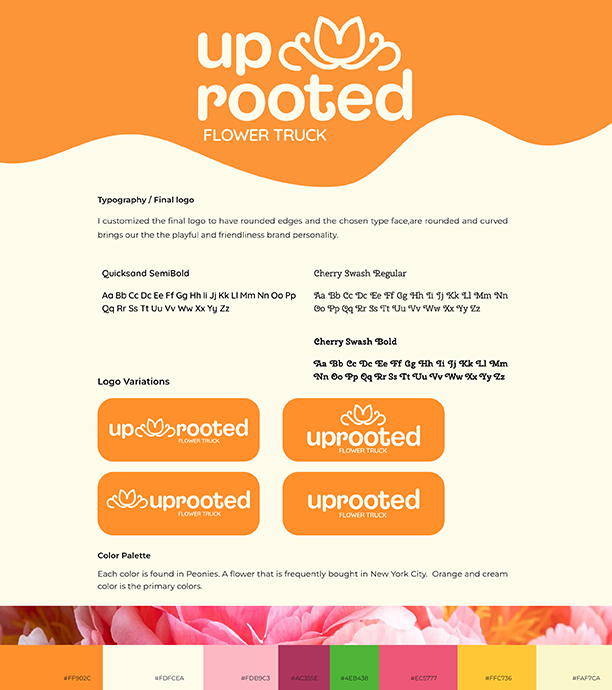 up
rooted
FLOWER TRUCK
Typography / Final logo
I customized the final logo to have rounded edges and the chosen type face,are rounded and curved
brings our the the playful and friendliness brand personality.
Quicksand SemiBold
Aa Bb Cc Dc Ee Ff Gg Hh Ii Jj Kk Ll Mm Nn Oo Pp
Qq Rr Ss Tt Uu Vv Ww Xx Yy Zz
Cherry Swash Regular
Aa Bb Cc Dc Ee Ff Gg Hh Ii Jj Kk Ll Mm Nn
Oo Pp Qq Rr Ss Tt Uu Vv Ww Xx Yy Zz
Cherry Swash Bold
Aa Bb Cc Dc Ee Ff Gg Hh Ii Jj Kk Ll Mm
Nn Oo Pp Qq Rr Ss Tt Uu Vv Ww Xx Yy Zz
Logo Variations
up rooted
FLOWER TRUCK
uprooted
FLOWER TRUCK
uprooted
FLOWER TRUCK
uprooted
FLOWER TRUCK
Color Palette
Each color is found in Peonies. A flower that is frequently bought in New York City. Orange and cream
color is the primary colors.
#FF902C
#FDFCEA
#FDB9C3
#AC355E
#4EB438
#EC5777
#FFC736
#FAF7CA